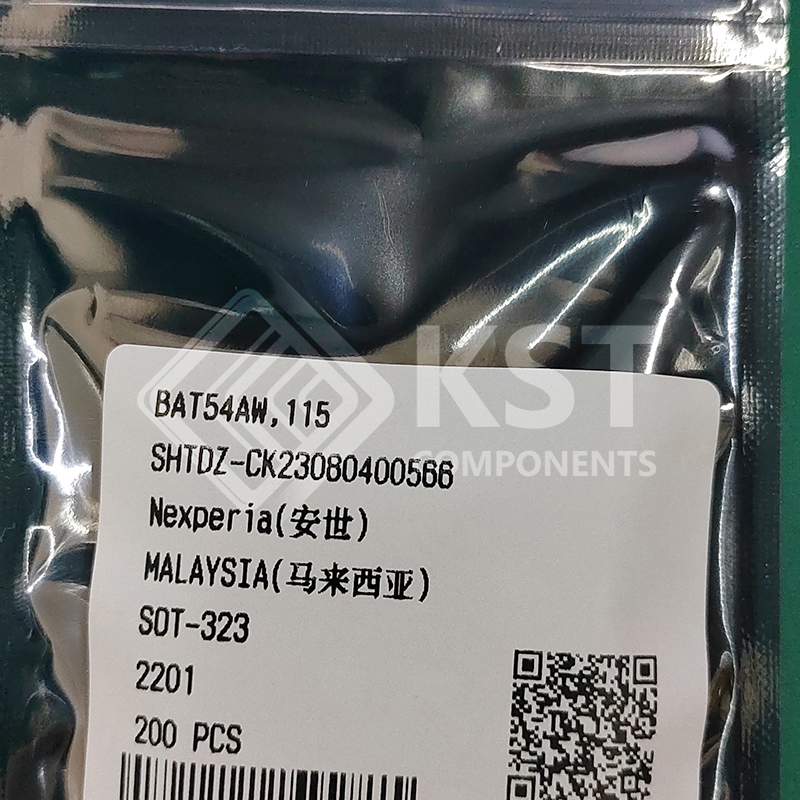 KST
COMPONENTS
BAT54AW,115
SHTDZ-CK23080400566
Nexperia(安世)
MALAYSIA(马来西亚)
SOT-323
2201
200 PCS